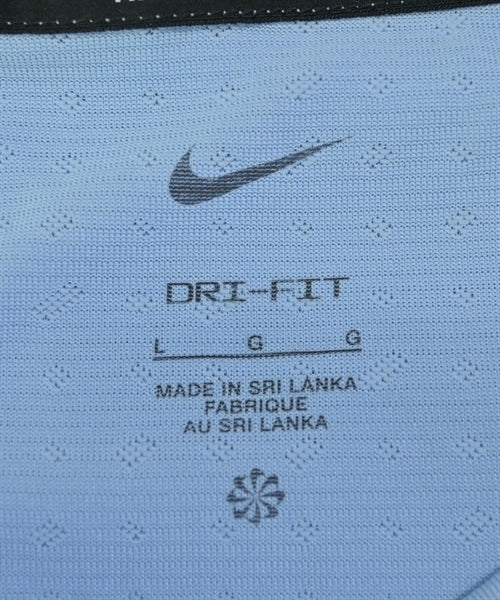 DRI-FIT
L G G
MADE IN SRI LANKA
FABRIQUE
AU SRI LANKA